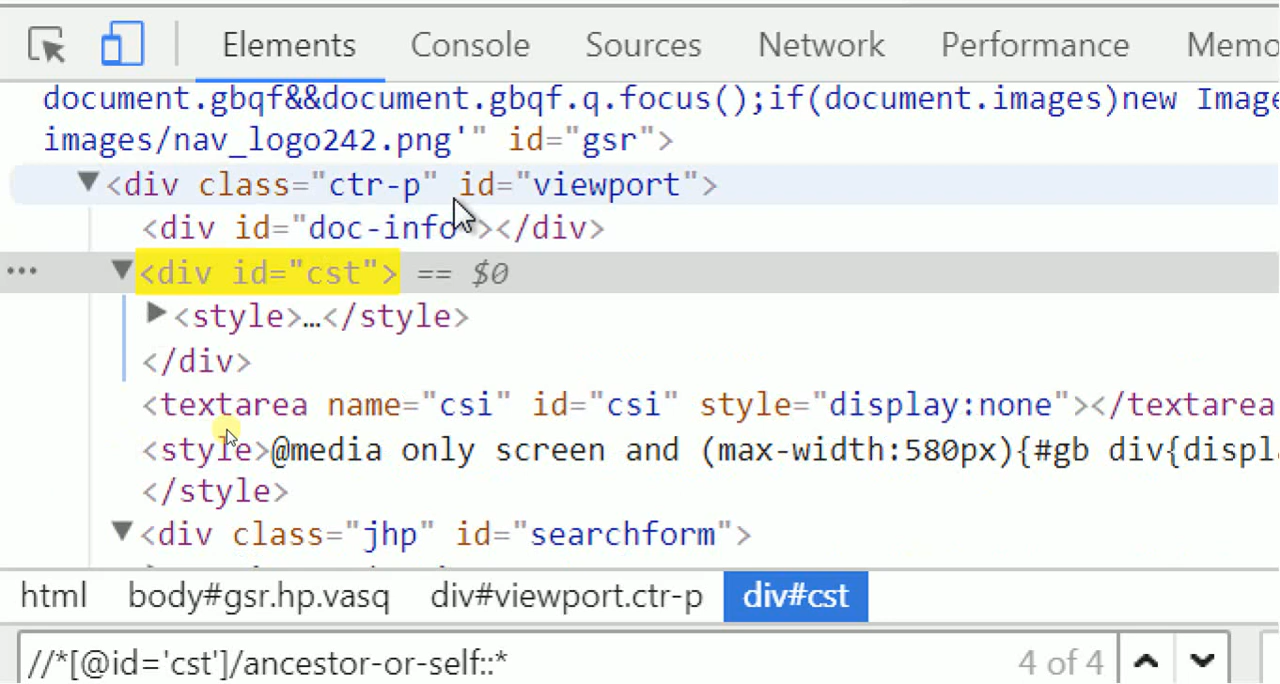 Elements Console Sources Network Performance Memo
document.gbqf&&document.gbqf.q.focus();if(document.images)new Image
images/nav_logo242.png'" id="gsr">
▼<div class="ctr-p" id="viewport">
<div id="doc-info"></div>
... ▼<div id="cst"> == $0
▶<style>…</style>
</div>
<textarea name="csi" id="csi" style="display:none"></textarea
<style>@media only screen and (max-width:580px){#gb div{displ
</style>
▼<div class="jhp" id="searchform">
html body#gsr.hp.vasq div#viewport.ctr-p div#cst
//*[@id='cst']/ancestor-or-self::* 4 of 4